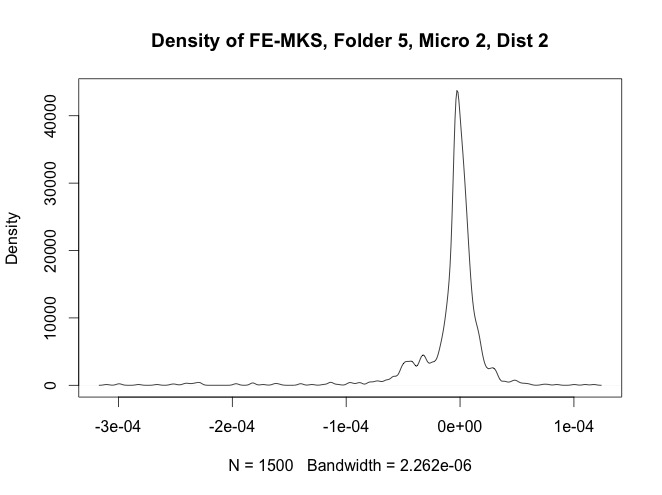 Density of FE-MKS, Folder 5, Micro 2, Dist 2
Density
40000
30000
20000
10000
0
-3e-04 -2e-04 -1e-04 0e+00 1e-04
N = 1500 Bandwidth = 2.262e-06